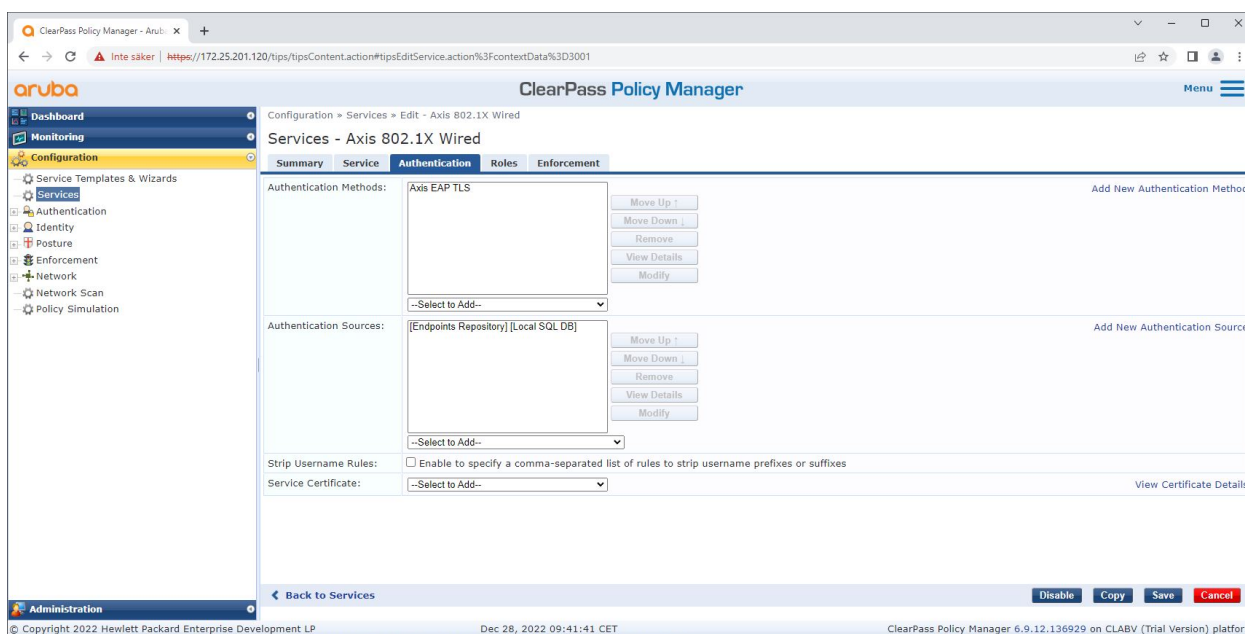 ClearPass Policy Manager - Arub
Inte säker | https://172.25.201.120/tips/tipsContent.action#tipsEditService.action%3FcontextData%3D3001
aruba
ClearPass Policy Manager
Menu
Dashboard
Monitoring
Configuration
Service Templates & Wizards
Services
Authentication
Identity
Posture
Enforcement
Network
Network Scan
Policy Simulation
Administration
Configuration » Services » Edit - Axis 802.1X Wired
Services - Axis 802.1X Wired
Summary Service Authentication Roles Enforcement
Authentication Methods:
Axis EAP TLS
Move Up ↑
Move Down ↓
Remove
View Details
Modify
--Select to Add--
Add New Authentication Method
Authentication Sources:
[Endpoints Repository] [Local SQL DB]
Move Up ↑
Move Down ↓
Remove
View Details
Modify
--Select to Add--
Add New Authentication Source
Strip Username Rules:
Enable to specify a comma-separated list of rules to strip username prefixes or suffixes
Service Certificate:
--Select to Add--
View Certificate Details
Back to Services
Disable Copy Save Cancel
© Copyright 2022 Hewlett Packard Enterprise Development LP
Dec 28, 2022 09:41:41 CET
ClearPass Policy Manager 6.9.12.136929 on CLABV (Trial Version) platfor